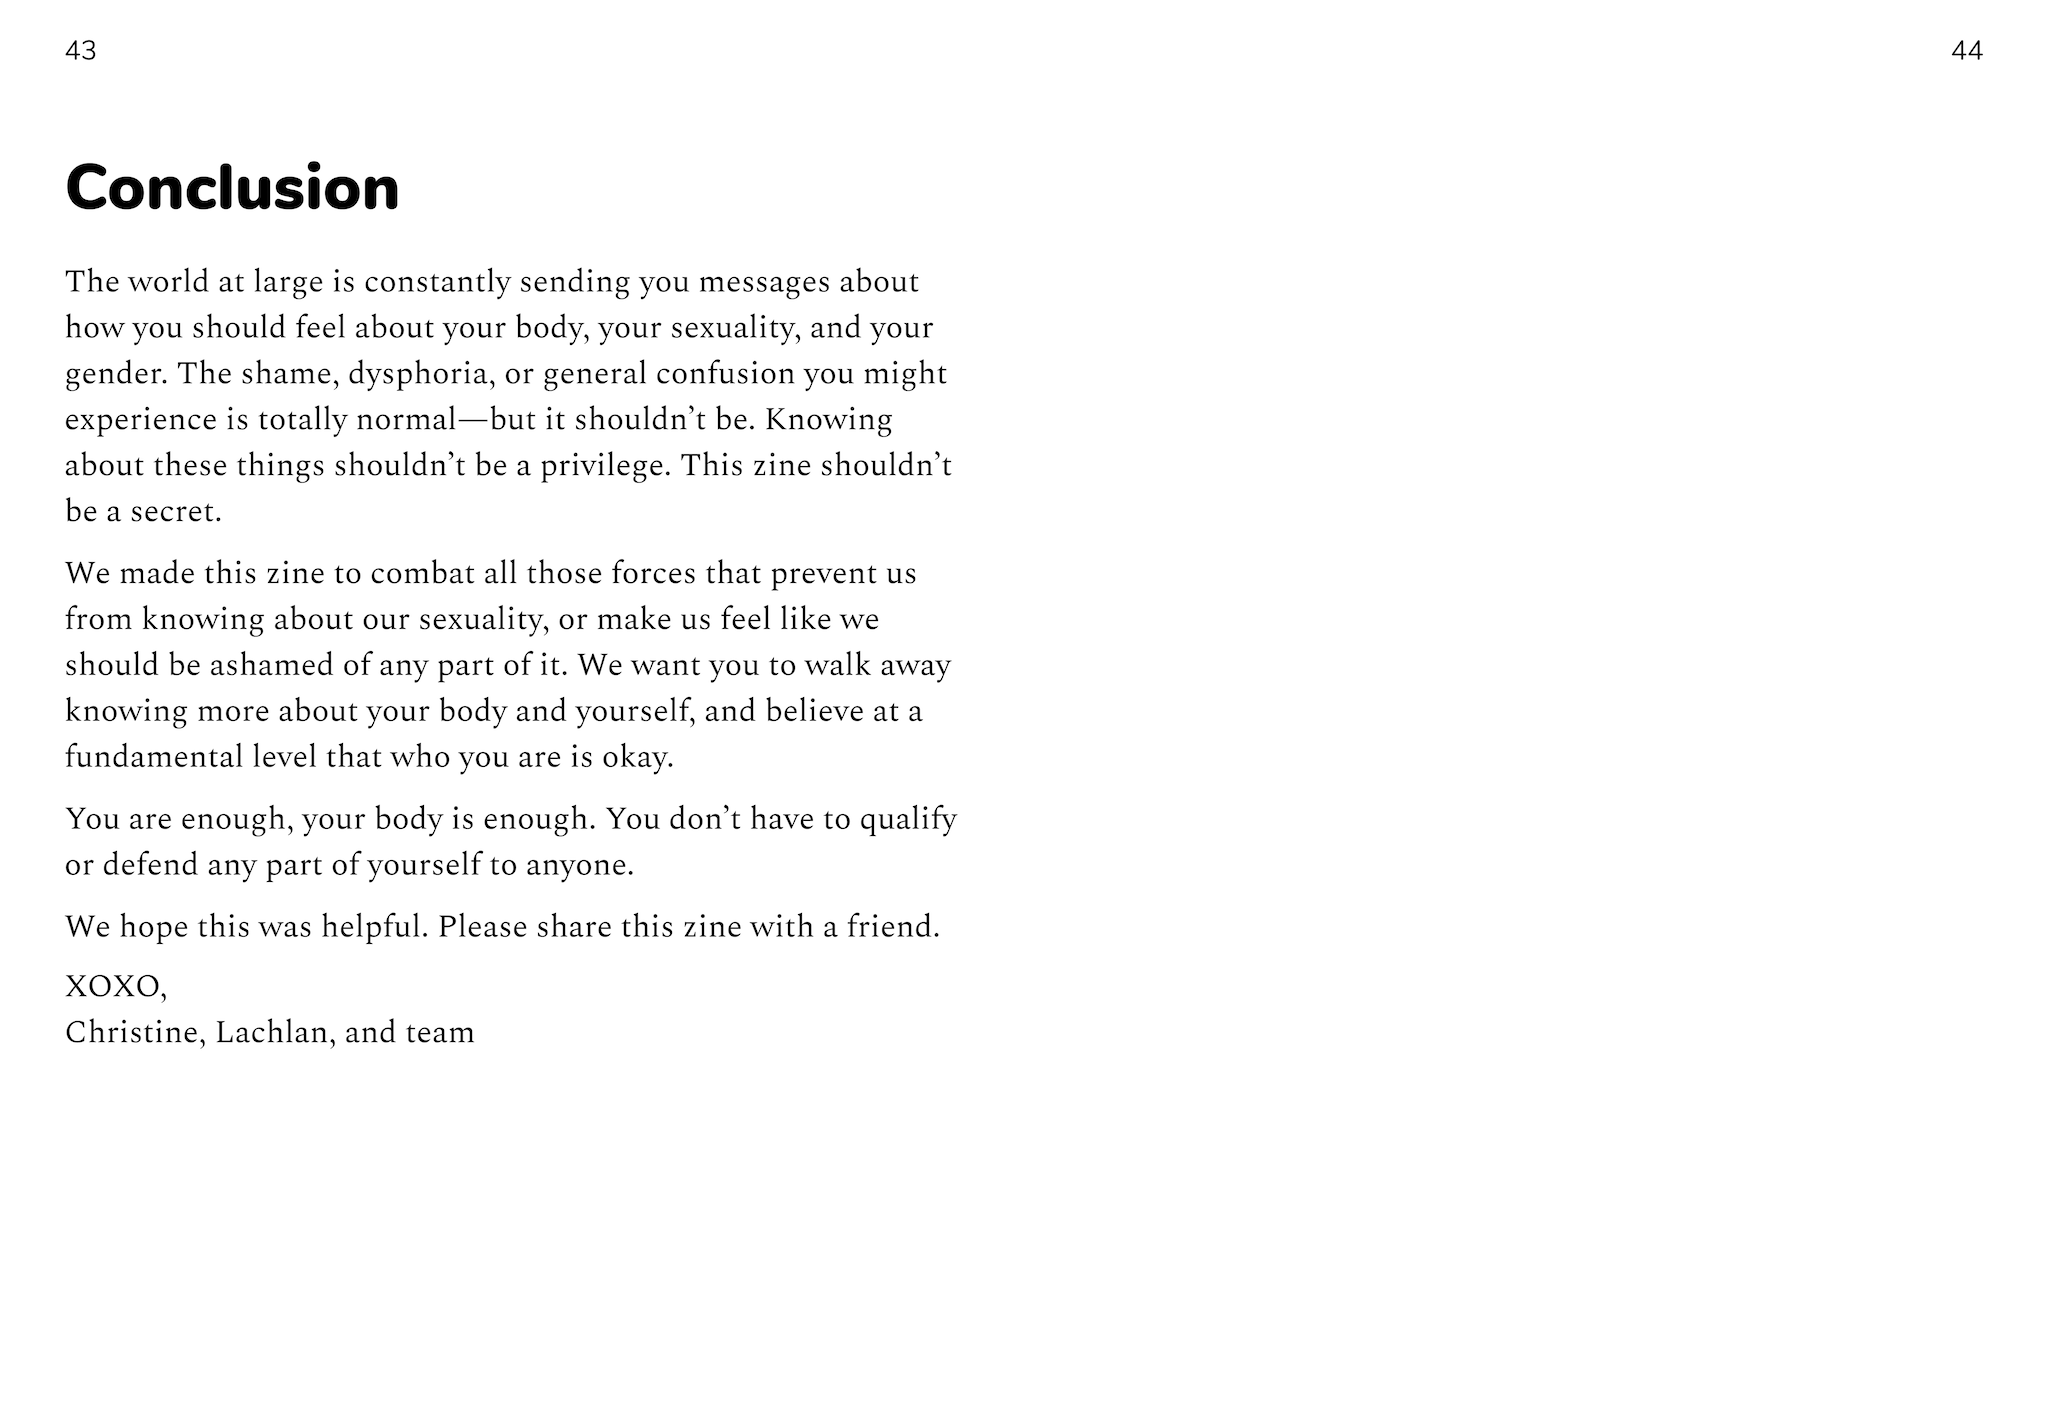 43
44
Conclusion
The world at large is constantly sending you messages about
how you should feel about your body, your sexuality, and your
gender. The shame, dysphoria, or general confusion you might
experience is totally normal—but it shouldn’t be. Knowing
about these things shouldn’t be a privilege. This zine shouldn’t
be a secret.
We made this zine to combat all those forces that prevent us
from knowing about our sexuality, or make us feel like we
should be ashamed of any part of it. We want you to walk away
knowing more about your body and yourself, and believe at a
fundamental level that who you are is okay.
You are enough, your body is enough. You don’t have to qualify
or defend any part of yourself to anyone.
We hope this was helpful. Please share this zine with a friend.
XOXO,
Christine, Lachlan, and team